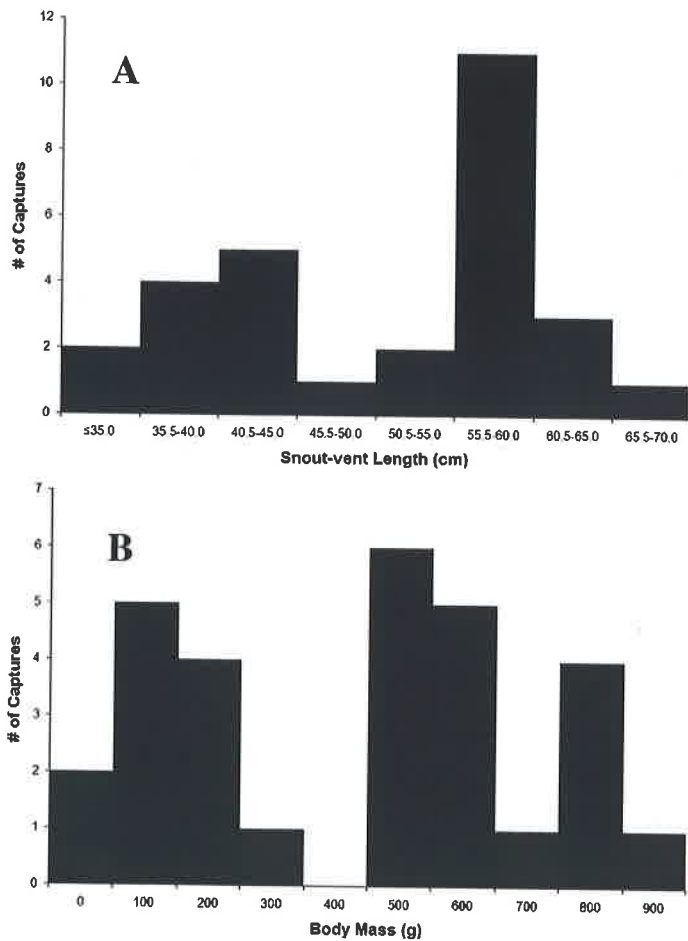 12
10
8
6
4
2
0
# of Captures
A
≤35.0 35.5-40.0 40.5-45.0 45.5-50.0 50.5-55.0 55.5-60.0 60.5-65.0 65.5-70.0
Snout-vent Length (cm)
7
6
5
4
3
2
1
0
# of Captures
B
0 100 200 300 400 500 600 700 800 900
Body Mass (g)